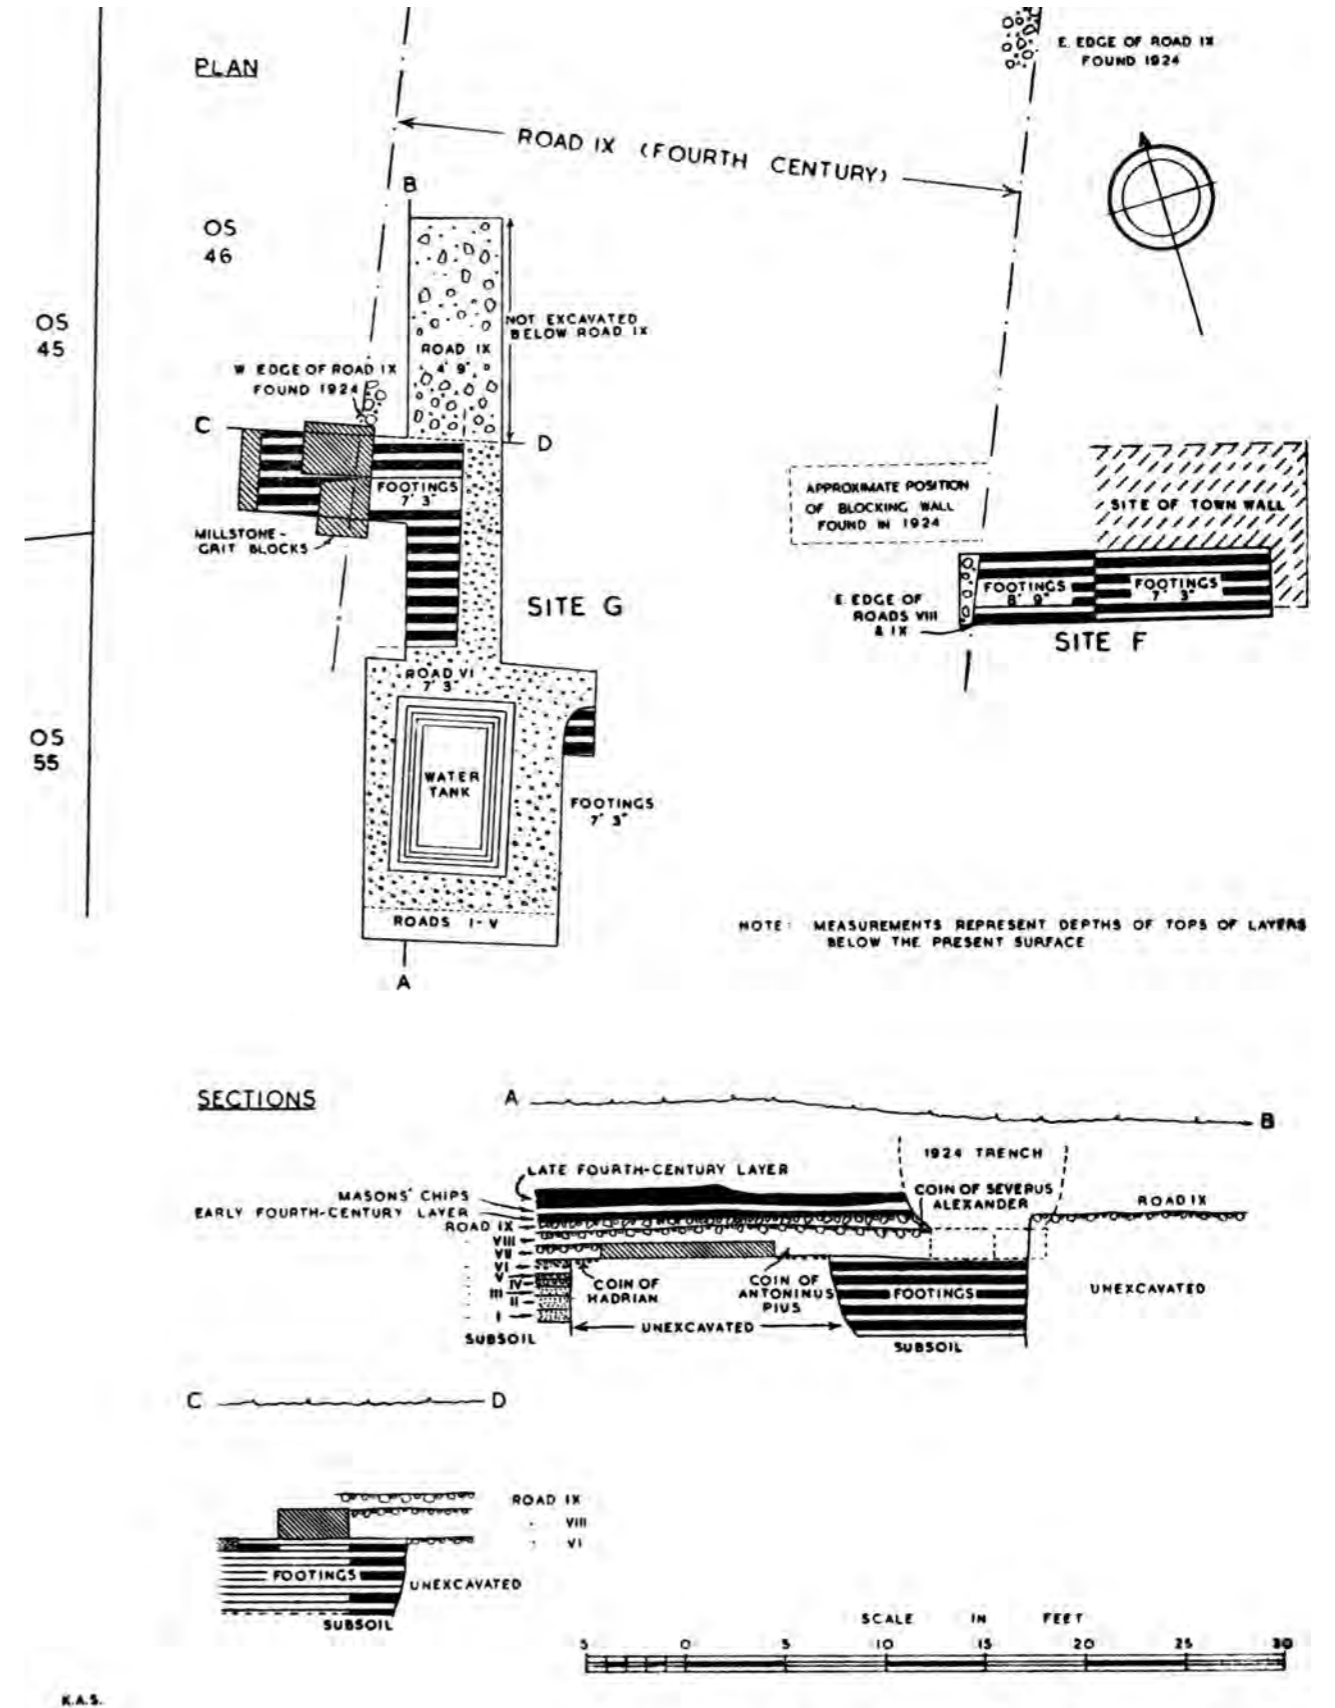 PLAN
E. EDGE OF ROAD IX
FOUND 1924
ROAD IX (FOURTH CENTURY)
B
OS
46
OS
45
NOT EXCAVATED
BELOW ROAD IX
ROAD IX
4' 9"
W. EDGE OF ROAD IX
FOUND 1924
C
D
FOOTINGS
7' 3"
MILLSTONE-
GRIT BLOCKS
APPROXIMATE POSITION
OF BLOCKING WALL
FOUND IN 1924
SITE OF TOWN WALL
FOOTINGS
8' 9"
FOOTINGS
7' 3"
E. EDGE OF
ROADS VIII
& IX
SITE G
SITE F
ROAD VI
7' 3"
OS
55
WATER
TANK
FOOTINGS
7' 3"
ROADS I-V
A
NOTE: MEASUREMENTS REPRESENT DEPTHS OF TOPS OF LAYERS
BELOW THE PRESENT SURFACE
SECTIONS
A
B
1924 TRENCH
LATE FOURTH-CENTURY LAYER
MASONS' CHIPS
EARLY FOURTH-CENTURY LAYER
COIN OF SEVERUS
ALEXANDER
ROAD IX
ROAD IX
VIII
VII
VI
V
IV
III
II
I
SUBSOIL
COIN OF
HADRIAN
COIN OF
ANTONINUS
PIUS
FOOTINGS
UNEXCAVATED
UNEXCAVATED
SUBSOIL
C
D
ROAD IX
" VIII
" VI
FOOTINGS
UNEXCAVATED
SUBSOIL
SCALE IN FEET
5 0 5 10 15 20 25 30
K.A.S.